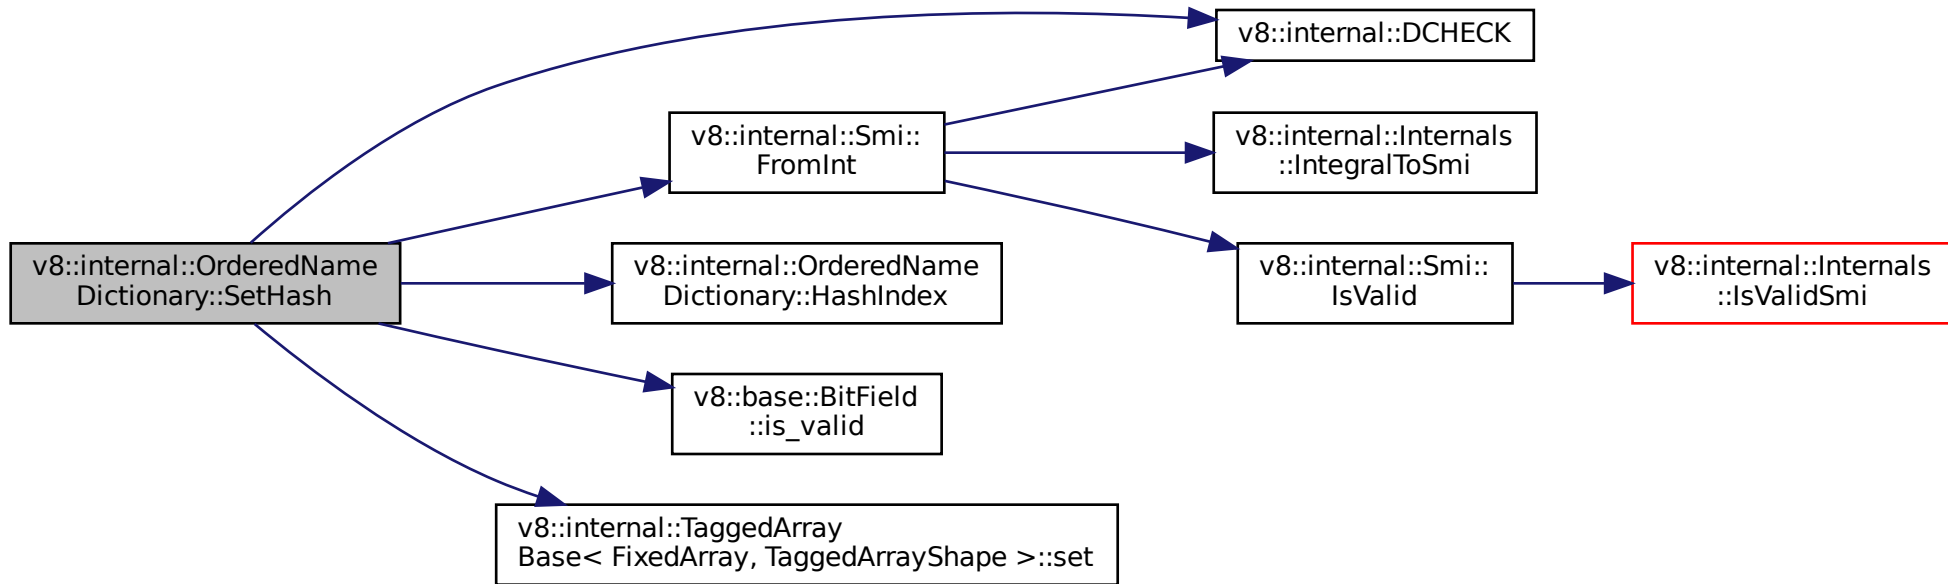 v8::internal::DCHECK
v8::internal::Smi::
FromInt
v8::internal::Internals
::IntegralToSmi
v8::internal::OrderedName
Dictionary::SetHash
v8::internal::OrderedName
Dictionary::HashIndex
v8::internal::Smi::
IsValid
v8::internal::Internals
::IsValidSmi
v8::base::BitField
::is_valid
v8::internal::TaggedArray
Base< FixedArray, TaggedArrayShape >::set